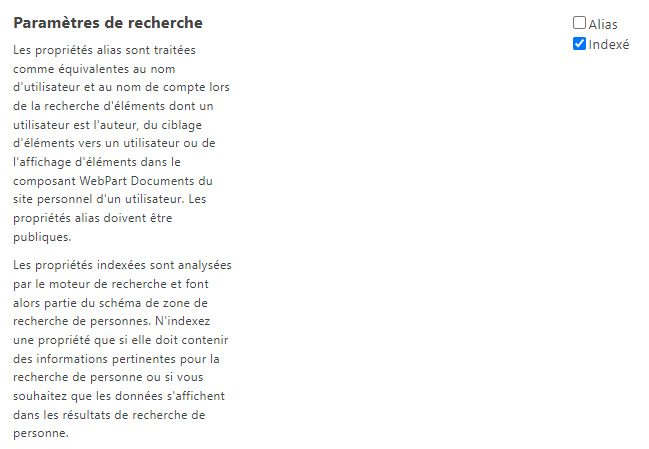 Paramètres de recherche
Les propriétés alias sont traitées
comme équivalentes au nom
d'utilisateur et au nom de compte lors
de la recherche d'éléments dont un
utilisateur est l'auteur, du ciblage
d'éléments vers un utilisateur ou de
l'affichage d'éléments dans le
composant WebPart Documents du
site personnel d'un utilisateur. Les
propriétés alias doivent être
publiques.
Les propriétés indexées sont analysées
par le moteur de recherche et font
alors partie du schéma de zone de
recherche de personnes. N'indexez
une propriété que si elle doit contenir
des informations pertinentes pour la
recherche de personne ou si vous
souhaitez que les données s'affichent
dans les résultats de recherche de
personne.
Alias
Indexé